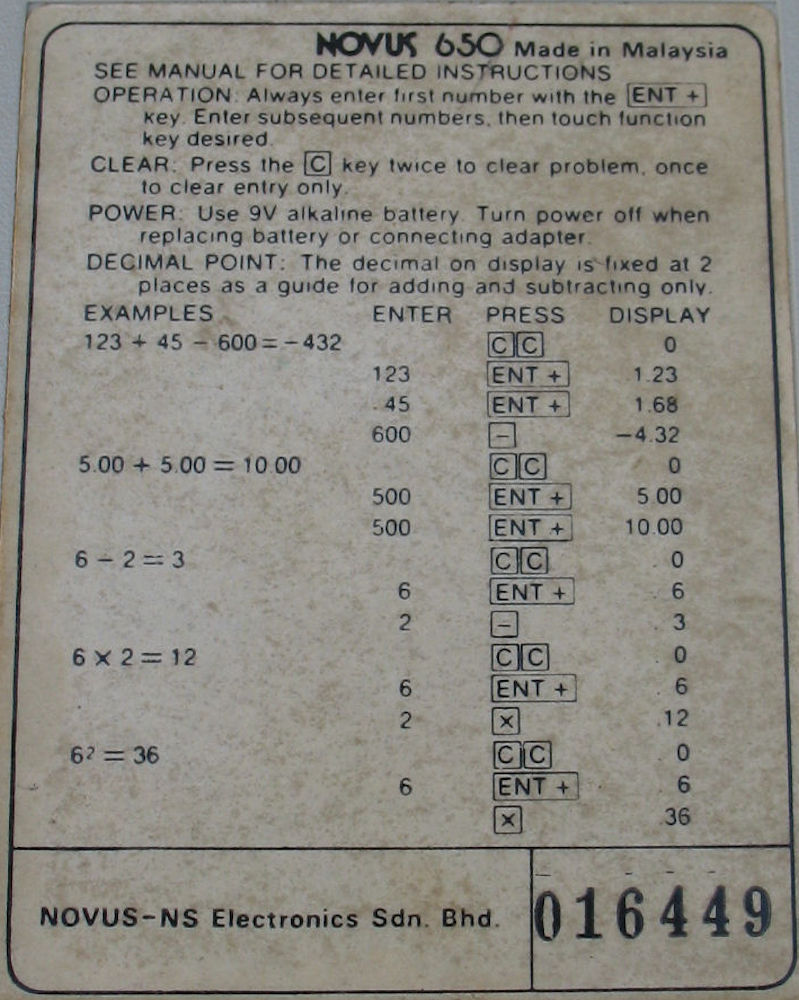 NOVUS 650 Made in Malaysia
SEE MANUAL FOR DETAILED INSTRUCTIONS
OPERATION: Always enter first number with the ENT +
key. Enter subsequent numbers, then touch function
key desired.
CLEAR: Press the C key twice to clear problem, once
to clear entry only.
POWER: Use 9V alkaline battery. Turn power off when
replacing battery or connecting adapter.
DECIMAL POINT: The decimal on display is fixed at 2
places as a guide for adding and subtracting only.
EXAMPLES ENTER PRESS DISPLAY
123 + 45 − 600 = −432 C C 0
123 ENT + 1.23
45 ENT + 1.68
600 − −4.32
5.00 + 5.00 = 10.00 C C 0
500 ENT + 5.00
500 ENT + 10.00
6 − 2 = 3 C C 0
6 ENT + .6
2 − .3
6 × 2 = 12 C C .0
6 ENT + .6
2 × .12
6² = 36 C C 0
6 ENT + 6
× .36
NOVUS-NS Electronics Sdn. Bhd.
016449